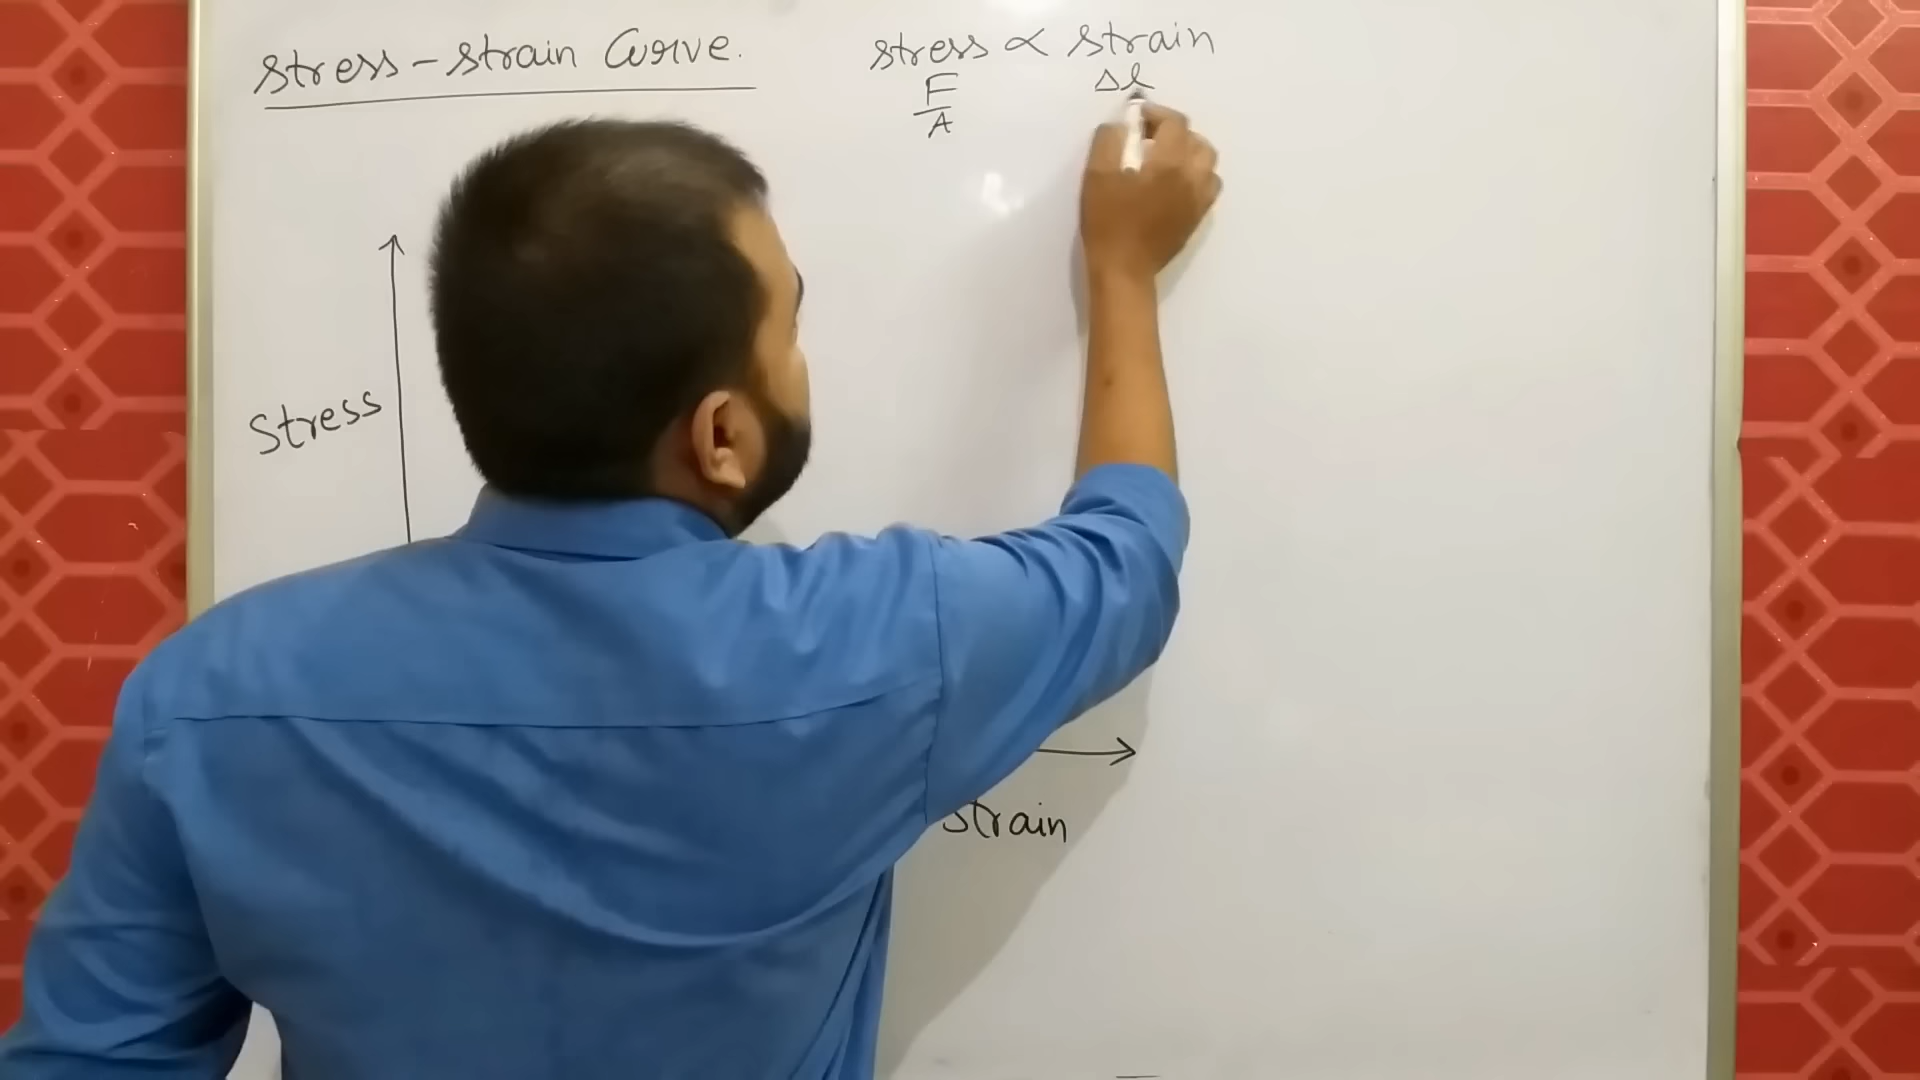 stress - strain Curve.
stress ∝ strain
F
A
Δl
Stress
strain